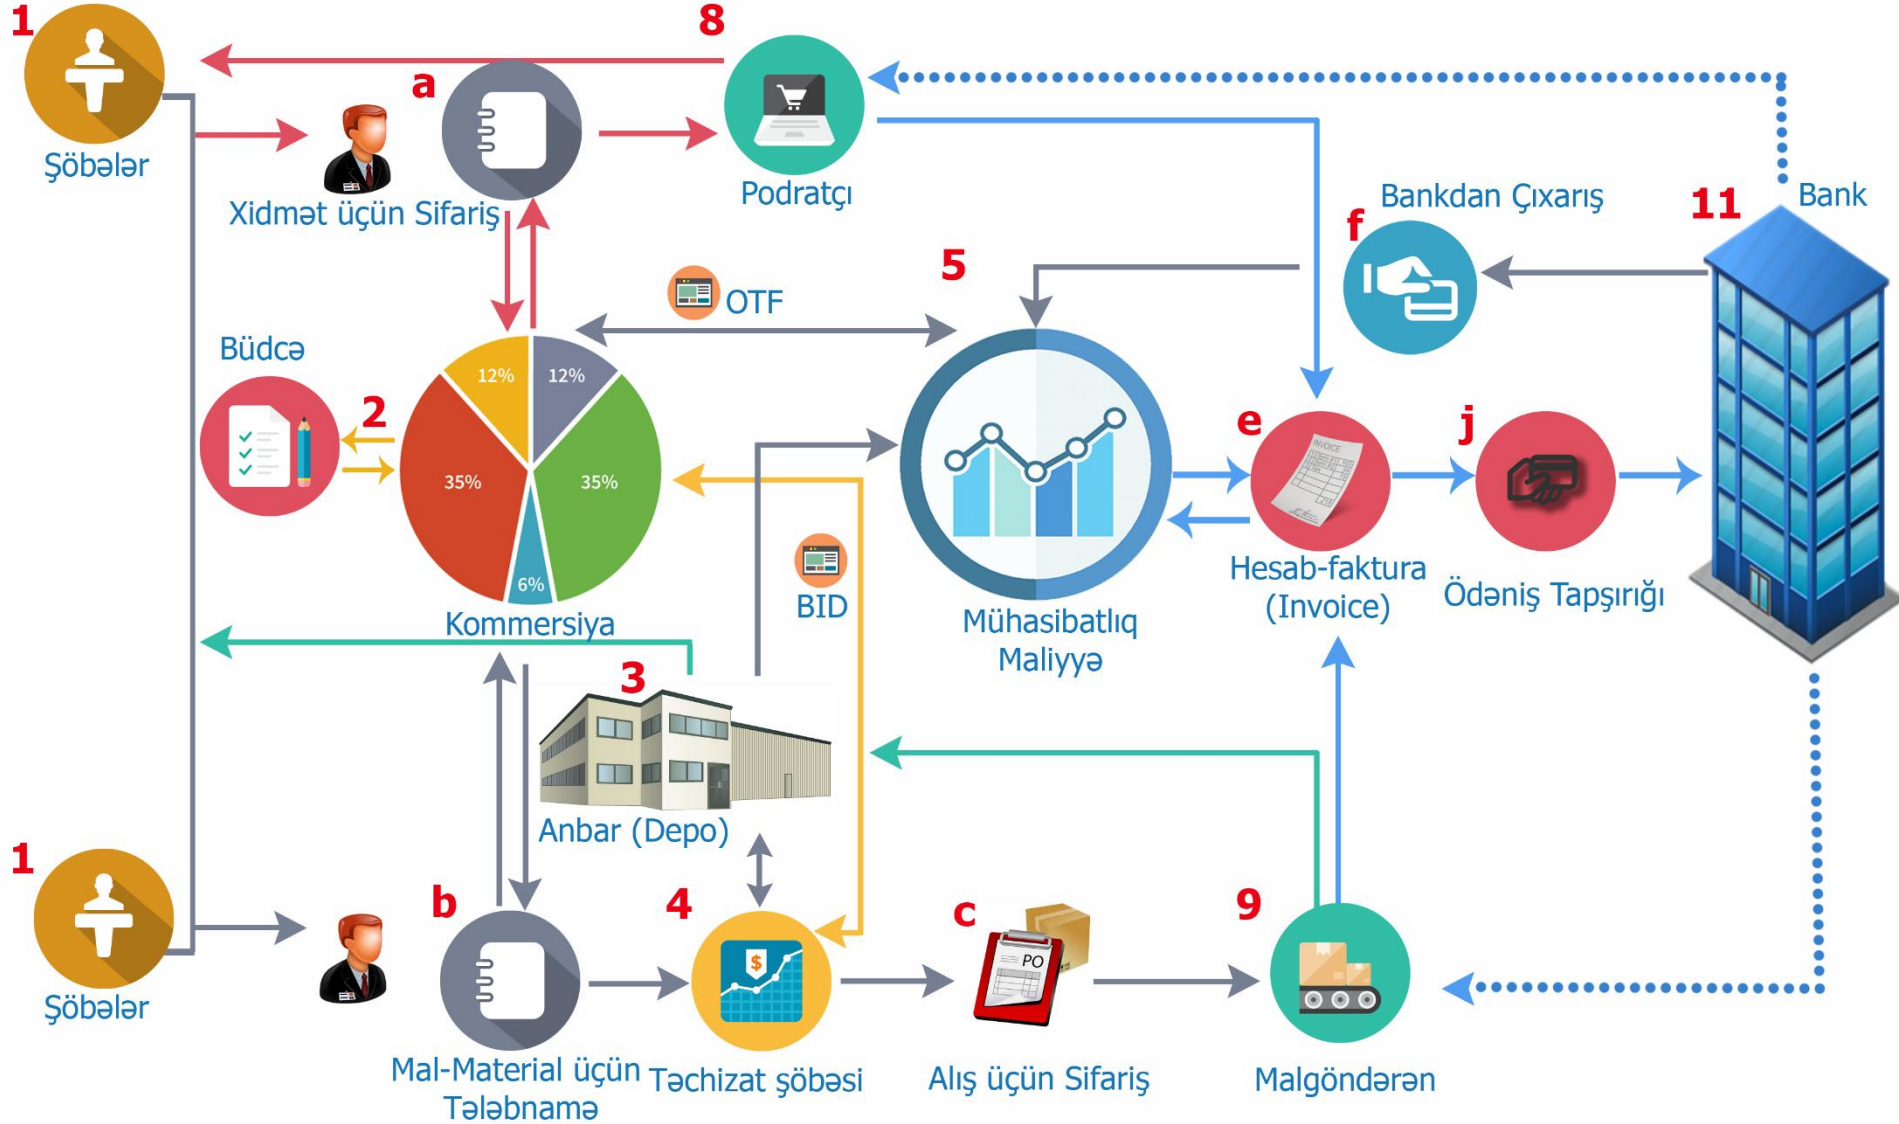 1
8
a
Şöbələr
Xidmət üçün Sifariş
Podratçı
Bankdan Çıxarış
Bank
11
f
5
OTF
Büdcə
2
12%
12%
35%
35%
6%
Kommersiya
BID
Mühasibatlıq
Maliyyə
e
INVOICE
Hesab-faktura
(Invoice)
j
Ödəniş Tapşırığı
3
Anbar (Depo)
1
Şöbələr
b
Mal-Material üçün
Tələbnamə
4
$
Təchizat şöbəsi
c
PO
Alış üçün Sifariş
9
Malgöndərən